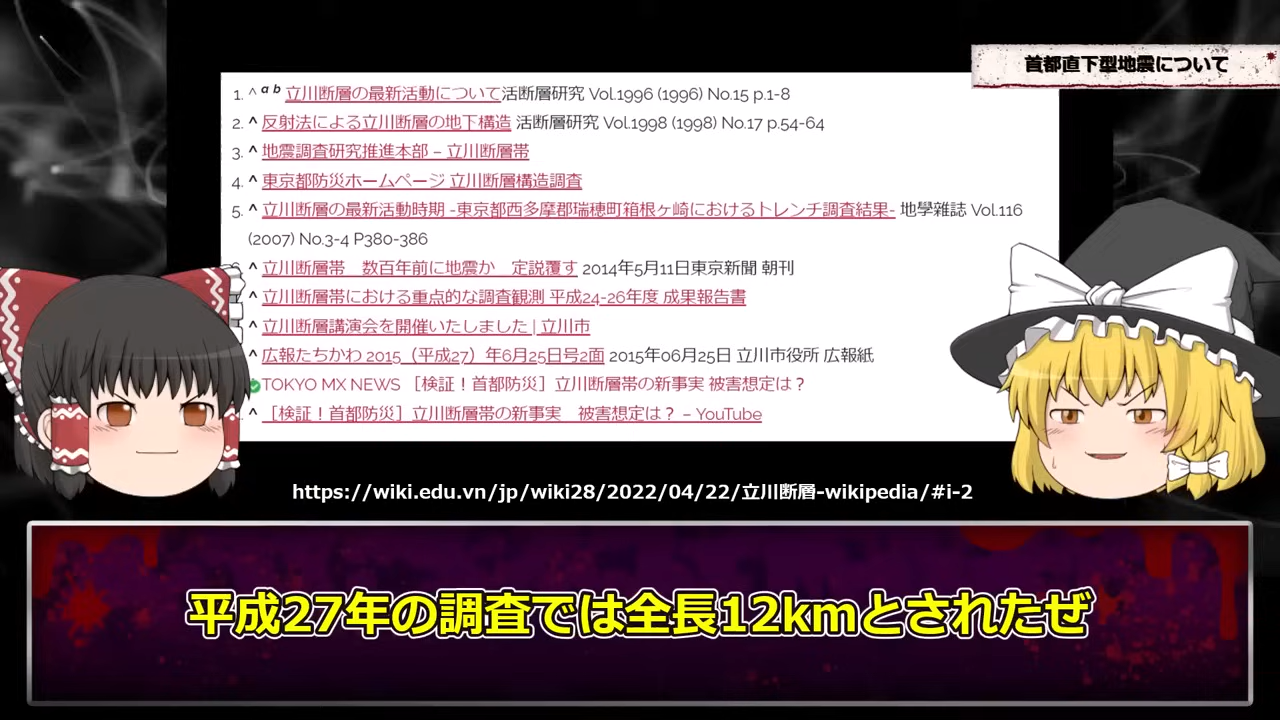 首都直下型地震について
1. ^ a b 立川断層の最新活動について活断層研究 Vol.1996 (1996) No.15 p.1-8
2. ^ 反射法による立川断層の地下構造 活断層研究 Vol.1998 (1998) No.17 p.54-64
3. ^ 地震調査研究推進本部 – 立川断層帯
4. ^ 東京都防災ホームページ 立川断層構造調査
5. ^ 立川断層の最新活動時期 -東京都西多摩郡瑞穂町箱根ヶ崎におけるトレンチ調査結果- 地學雜誌 Vol.116
(2007) No.3-4 P380-386
^ 立川断層帯　数百年前に地震か　定説覆す 2014年5月11日東京新聞 朝刊
^ 立川断層帯における重点的な調査観測 平成24-26年度 成果報告書
^ 立川断層講演会を開催いたしました | 立川市
^ 広報たちかわ 2015（平成27）年6月25日号2面 2015年06月25日 立川市役所 広報紙
TOKYO MX NEWS ［検証！首都防災］立川断層帯の新事実 被害想定は？
^ ［検証！首都防災］立川断層帯の新事実　被害想定は？ – YouTube
https://wiki.edu.vn/jp/wiki28/2022/04/22/立川断層-wikipedia/#i-2
平成27年の調査では全長12kmとされたぜ